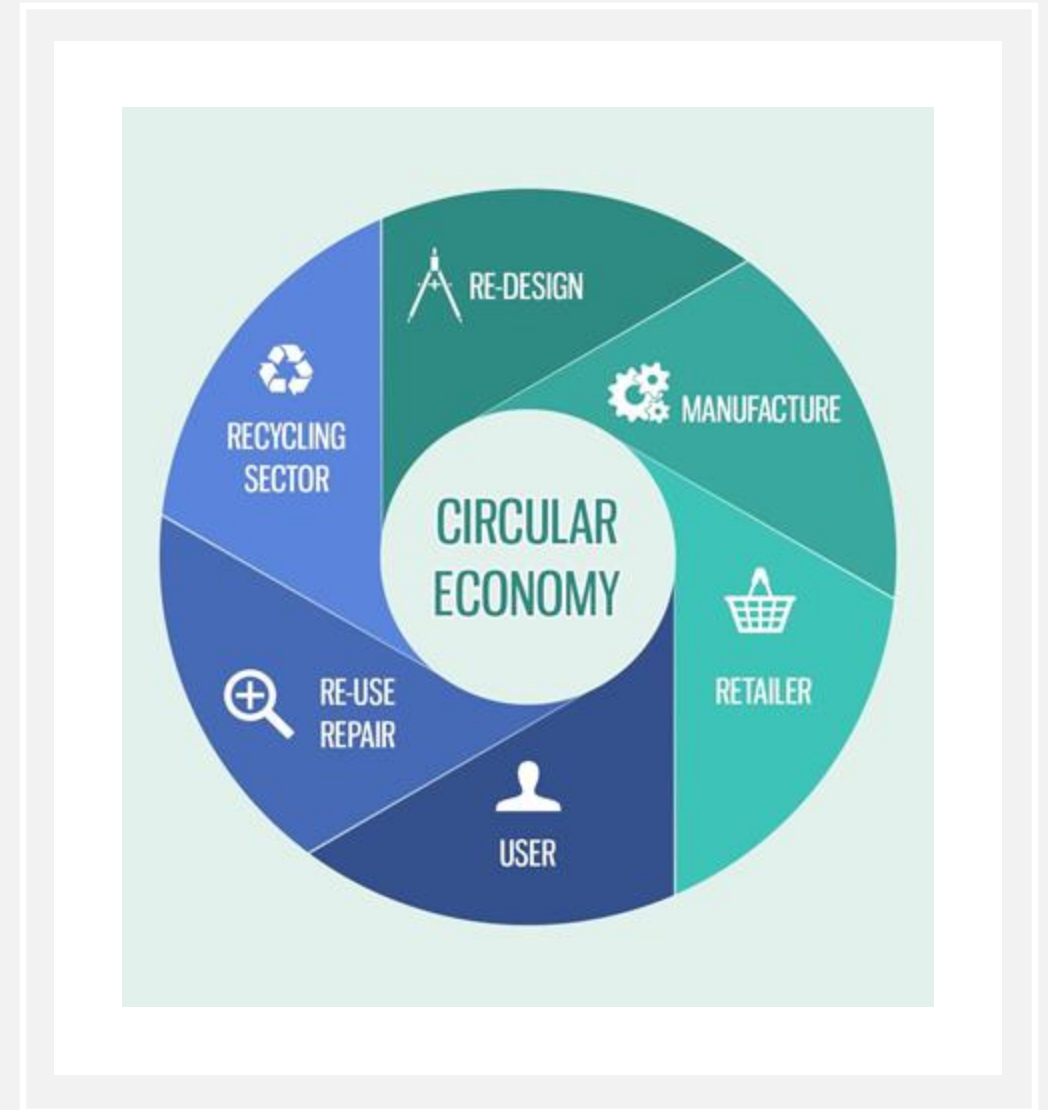 RE-DESIGN
MANUFACTURE
RECYCLING
SECTOR
CIRCULAR
ECONOMY
RETAILER
RE-USE
REPAIR
USER